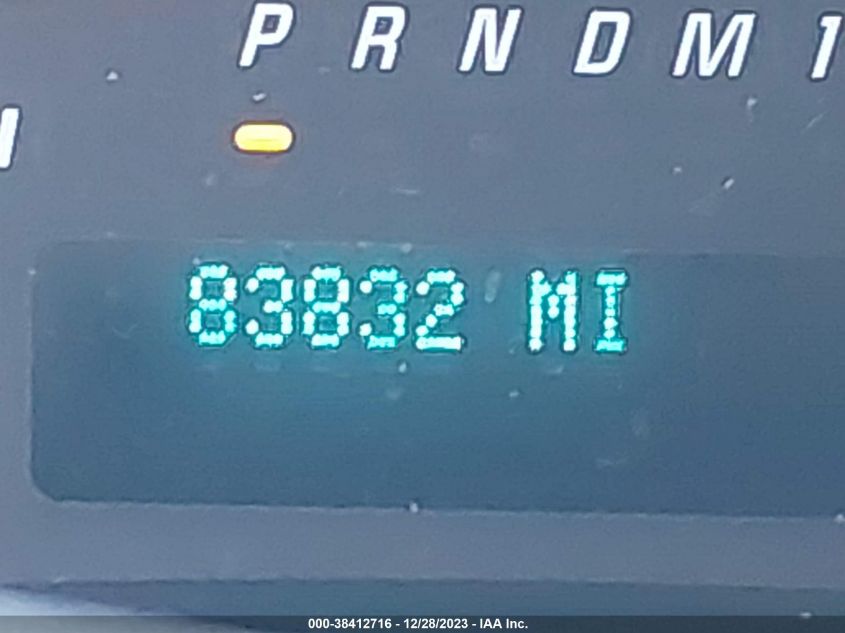 P R N D M 1
83832 MI
000-38412716 - 12/28/2023 - IAA Inc.